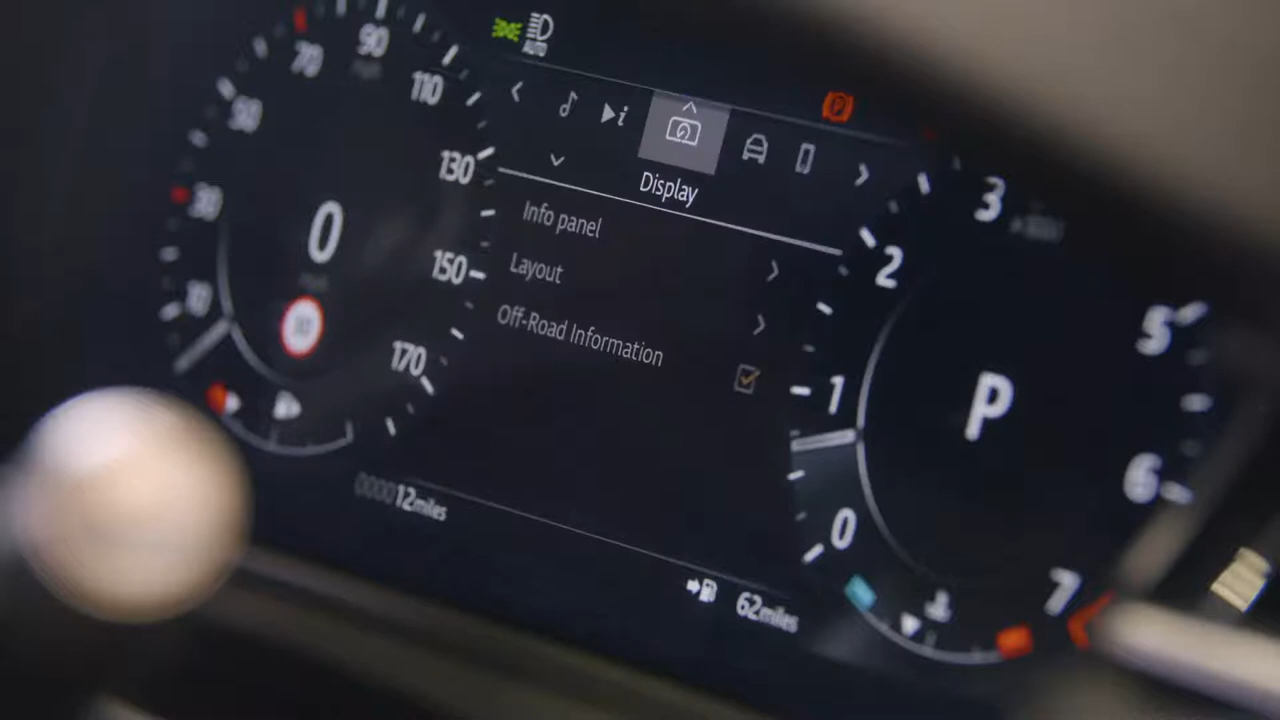 AUTO
Display
Info panel
Layout
Off-Road Information
10
30
50
70
90
110
130
150
170
0
000012miles
62miles
P
0
1
2
3
5
6
7